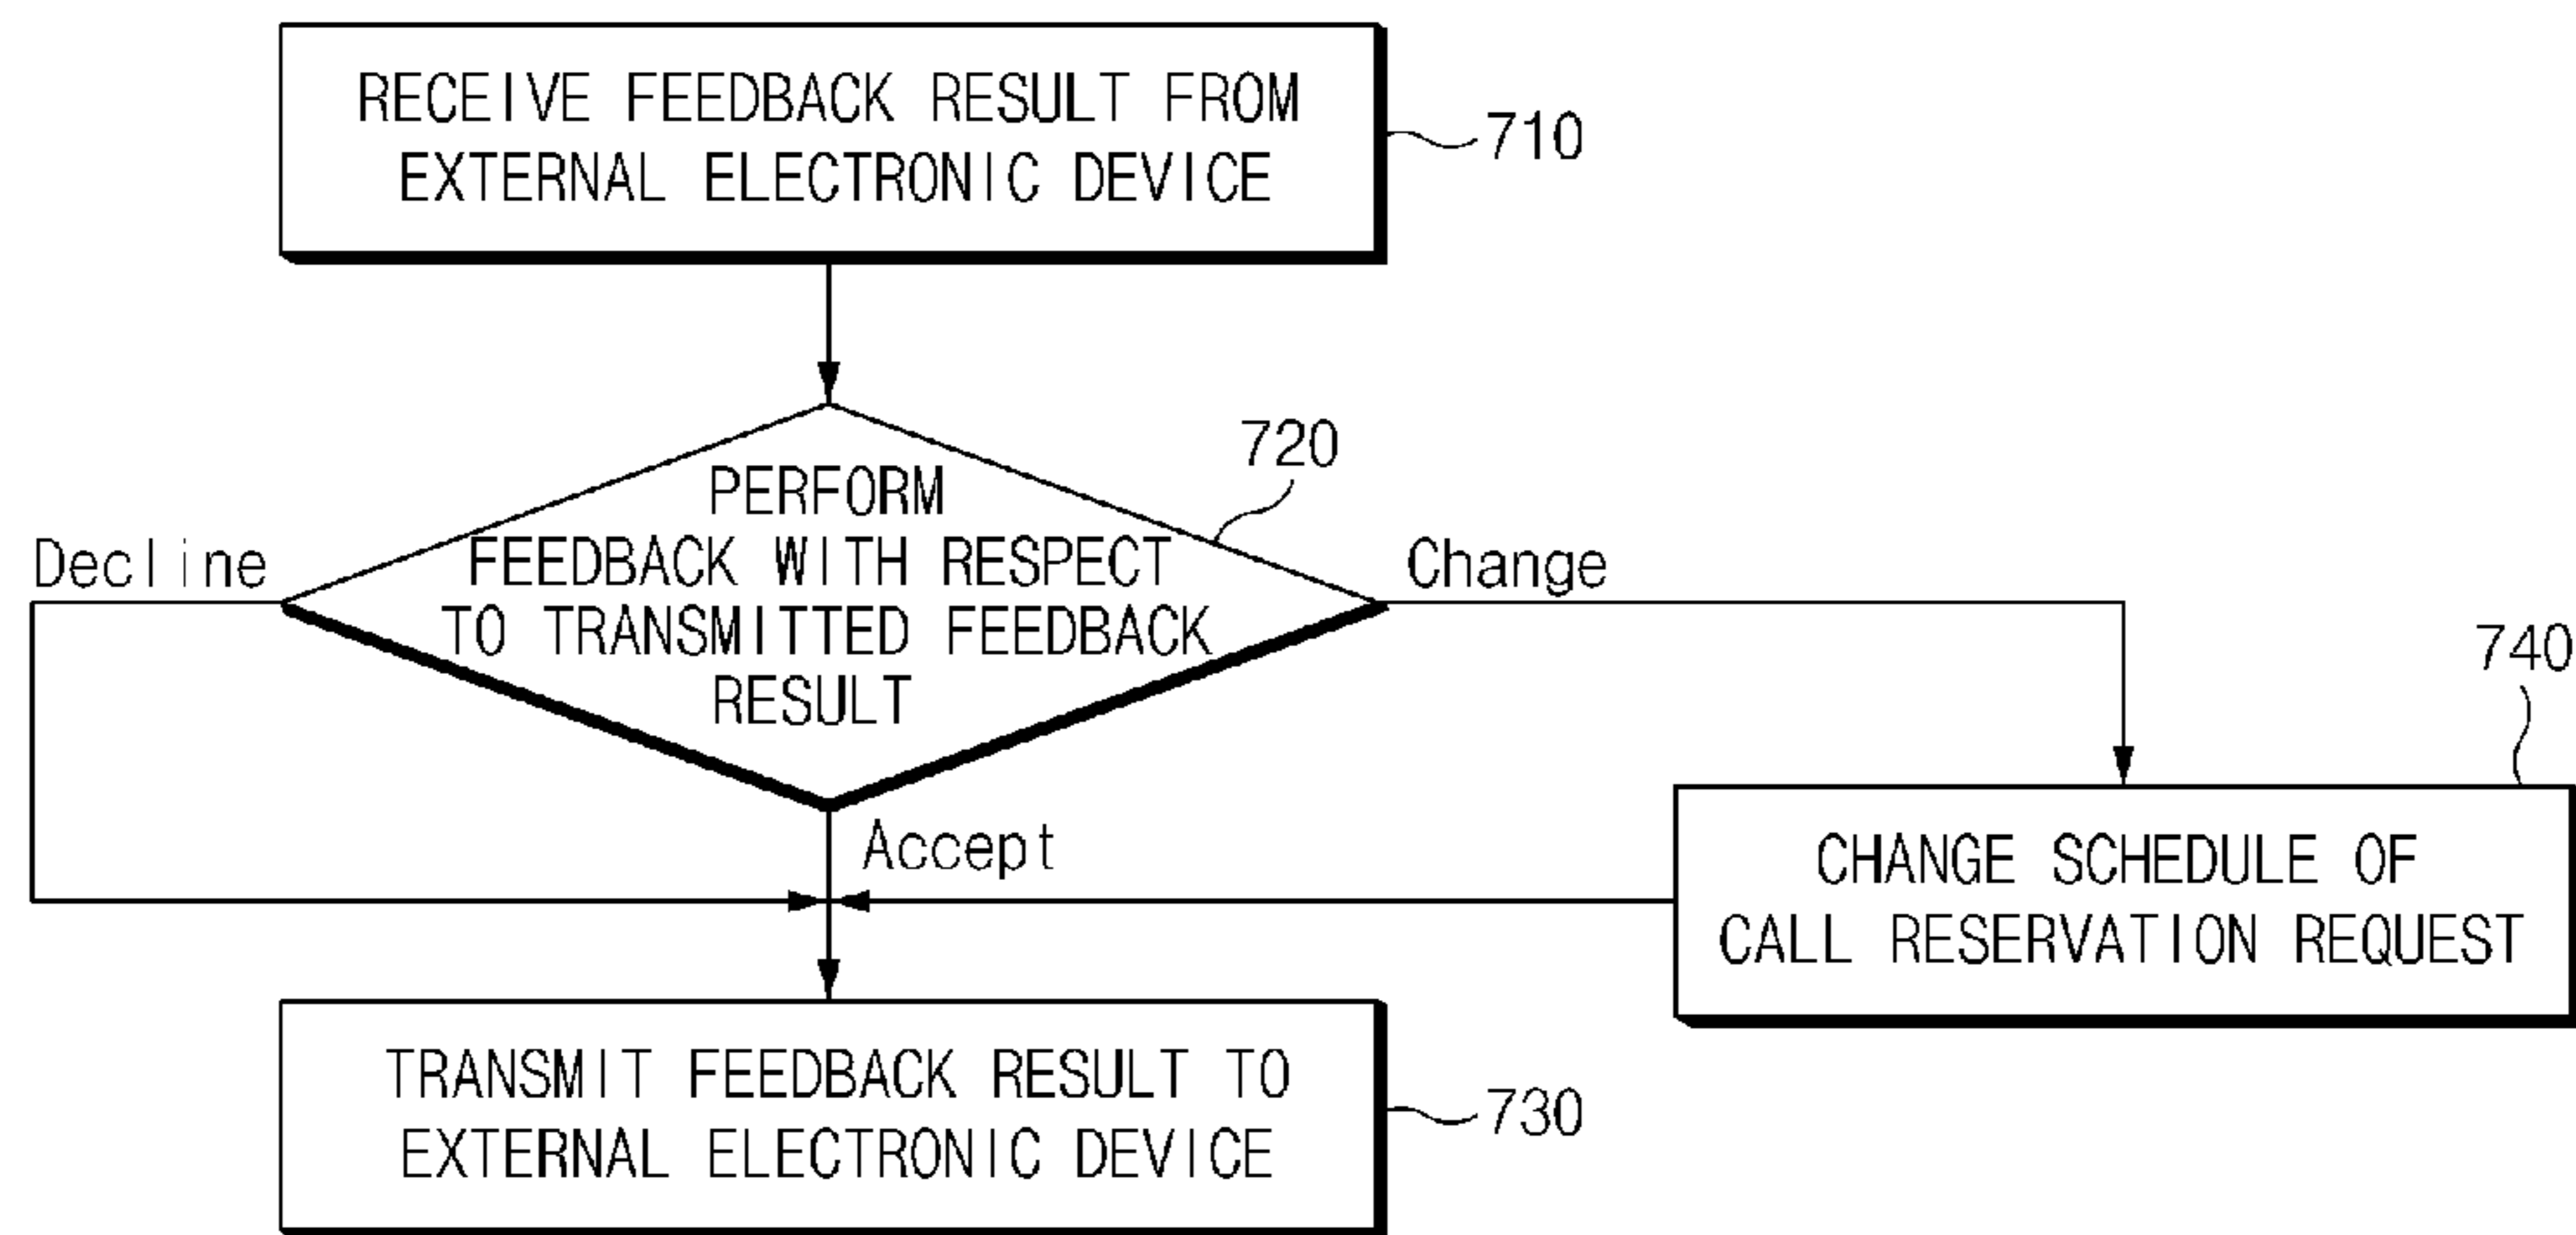 RECEIVE FEEDBACK RESULT FROM
EXTERNAL ELECTRONIC DEVICE
710
720
PERFORM
FEEDBACK WITH RESPECT
TO TRANSMITTED FEEDBACK
RESULT
Decline
Change
740
Accept
CHANGE SCHEDULE OF
CALL RESERVATION REQUEST
TRANSMIT FEEDBACK RESULT TO
EXTERNAL ELECTRONIC DEVICE
730